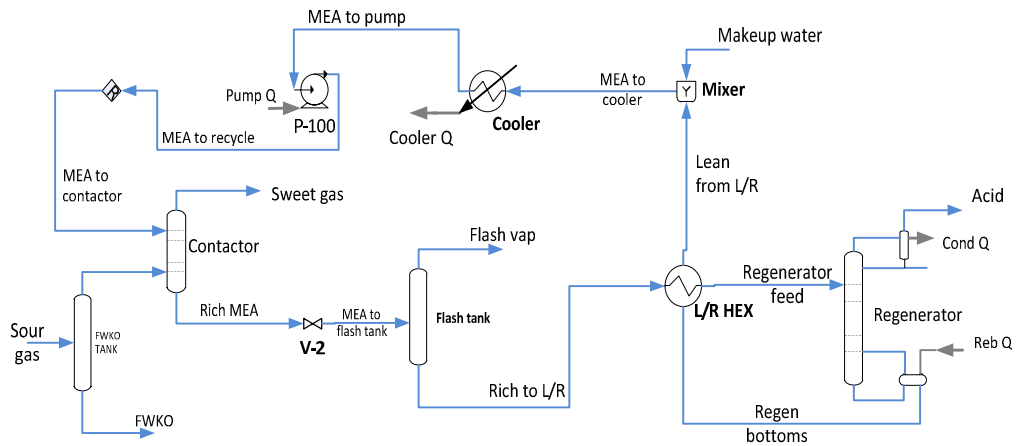 MEA to pump
Makeup water
MEA to
cooler
Mixer
R
Pump Q
P-100
Cooler Q
Cooler
MEA to recycle
MEA to
contactor
Lean
from L/R
Sweet gas
Acid
Contactor
Flash vap
Cond Q
Regenerator
feed
Rich MEA
MEA to
flash tank
V-2
Flash tank
L/R HEX
Regenerator
Sour
gas
FWKO
TANK
Reb Q
Rich to L/R
Regen
bottoms
FWKO